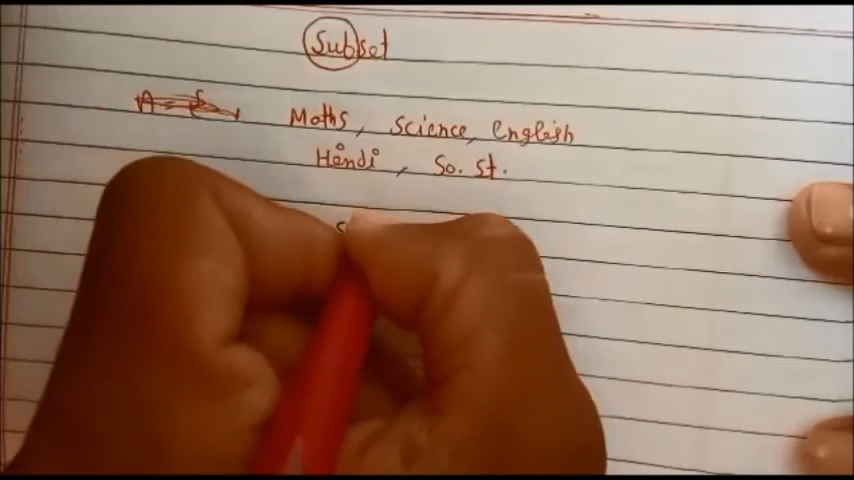 Subset
Maths, Science, English
Hindi, So. St.